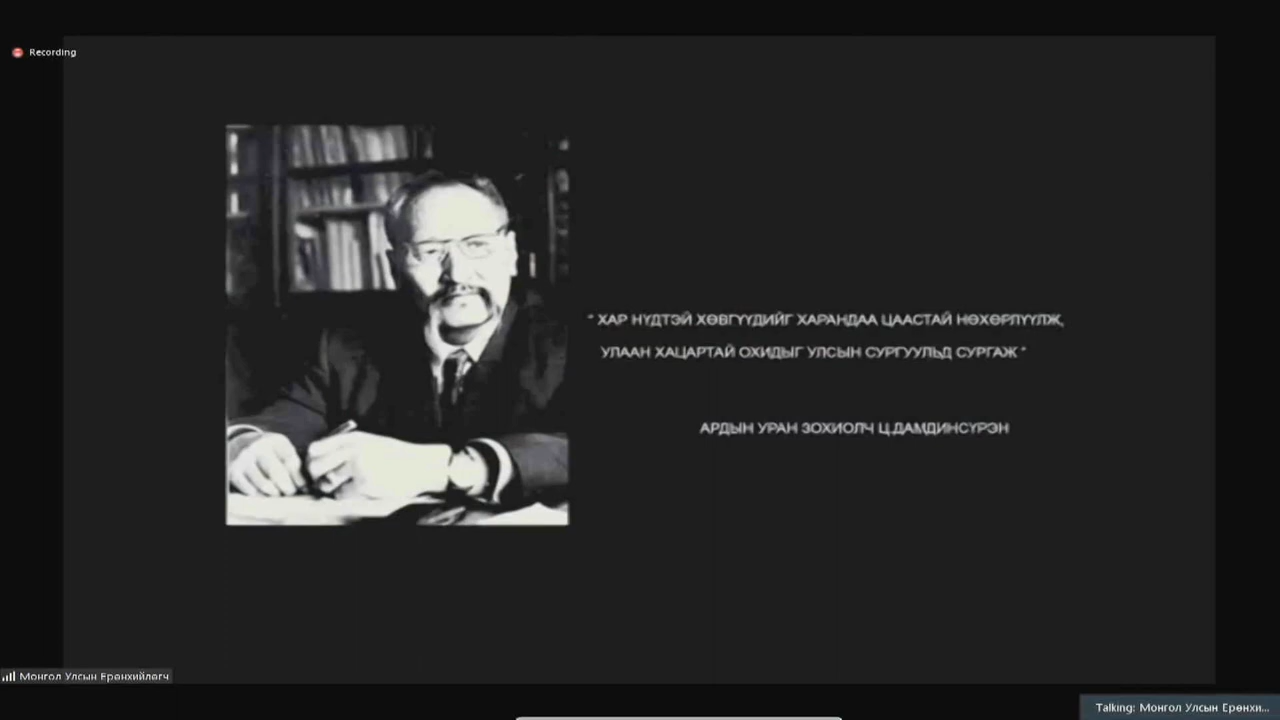 Recording
“ ХАР НҮДТЭЙ ХӨВГҮҮДИЙГ ХАРАНДАА ЦААСТАЙ НӨХӨРЛҮҮЛЖ,
УЛААН ХАЦАРТАЙ ОХИДЫГ УЛСЫН СУРГУУЛЬД СУРГАЖ ”
АРДЫН УРАН ЗОХИОЛЧ Ц.ДАМДИНСҮРЭН
Монгол Улсын Ерөнхийлөгч
Talking: Монгол Улсын Ерөнхи...